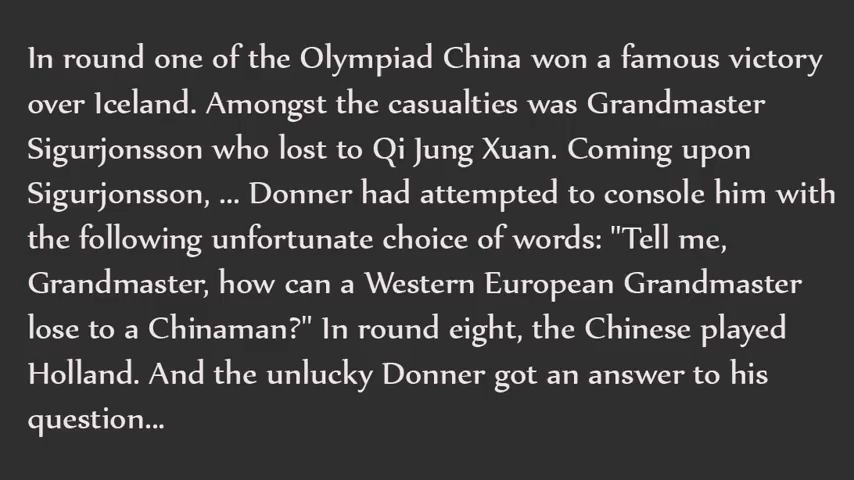 In round one of the Olympiad China won a famous victory
over Iceland. Amongst the casualties was Grandmaster
Sigurjonsson who lost to Qi Jung Xuan. Coming upon
Sigurjonsson, ... Donner had attempted to console him with
the following unfortunate choice of words: "Tell me,
Grandmaster, how can a Western European Grandmaster
lose to a Chinaman?" In round eight, the Chinese played
Holland. And the unlucky Donner got an answer to his
question...